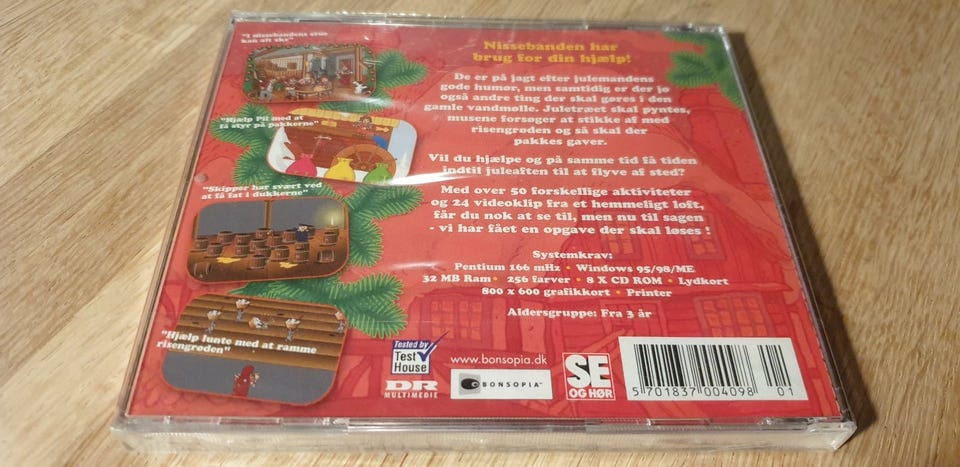 "I nissebandens stue
kan alt ske"
"Hjælp Pil med at
få styr på pakkerne"
"Skipper har svært ved
at få fat i dukkerne"
"Hjælp lunte med at ramme
risengrøden"
Nissebanden har
brug for din hjælp!
De er på jagt efter julemandens
gode humør, men samtidig er der jo
også andre ting der skal gøres i den
gamle vandmølle. Juletræet skal pyntes,
musene forsøger at stikke af med
risengrøden og så skal der
pakkes gaver.
Vil du hjælpe og på samme tid få tiden
indtil juleaften til at flyve af sted?
Med over 50 forskellige aktiviteter
og 24 videoklip fra et hemmeligt loft,
får du nok at se til, men nu til sagen
- vi har fået en opgave der skal løses !
Systemkrav:
Pentium 166 mHz • Windows 95/98/ME
32 MB Ram • 256 farver • 8 X CD ROM • Lydkort
800 x 600 grafikkort • Printer
Aldersgruppe: Fra 3 år
Tested by
Test
House
DR
MULTIMEDIE
www.bonsopia.dk
BONSOPIA
SE
OG HØR
5 701837 004098 01